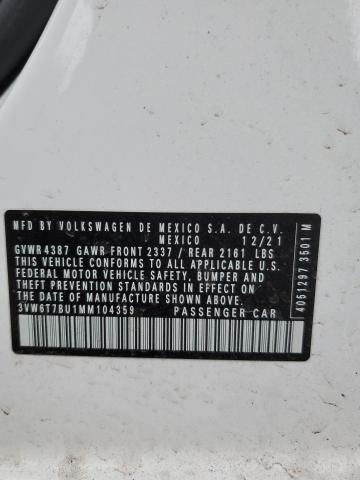 MFD BY VOLKSWAGEN DE MEXICO S.A. DE C.V.
MEXICO 12/21
GVWR 4387 GAWR FRONT 2337 / REAR 2161 LBS
THIS VEHICLE CONFORMS TO ALL APPLICABLE U.S.
FEDERAL MOTOR VEHICLE SAFETY, BUMPER AND
THEFT PREVENTION STANDARDS IN EFFECT
ON THE DATE OF MANUFACTURE SHOWN ABOVE.
3VW6T7BU1MM104359 PASSENGER CAR
4051297 3501 M